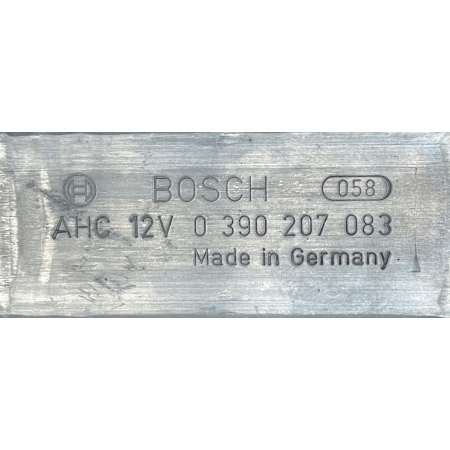 BOSCH 058
AHC 12V 0 390 207 083
Made in Germany